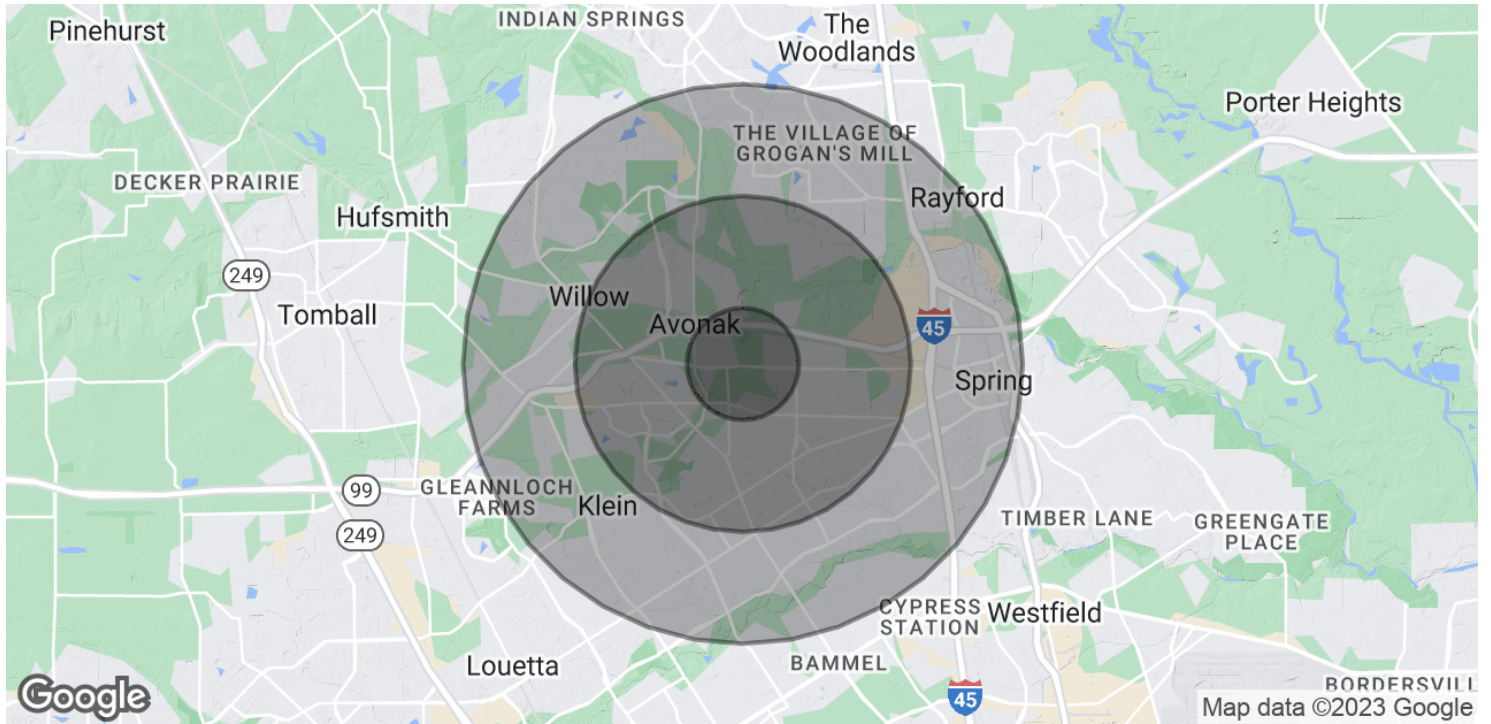 INDIAN SPRINGS
The
Woodlands
Pinehurst
Porter Heights
THE VILLAGE OF
GROGAN'S MILL
DECKER PRAIRIE
Rayford
Hufsmith
249
Willow
Tomball
Avonak
45
Spring
99
GLEANNLOCH
FARMS
Klein
TIMBER LANE
GREENGATE
PLACE
249
CYPRESS
STATION
Westfield
Louetta
BAMMEL
BORDERSVILL
45
Google
Map data ©2023 Google